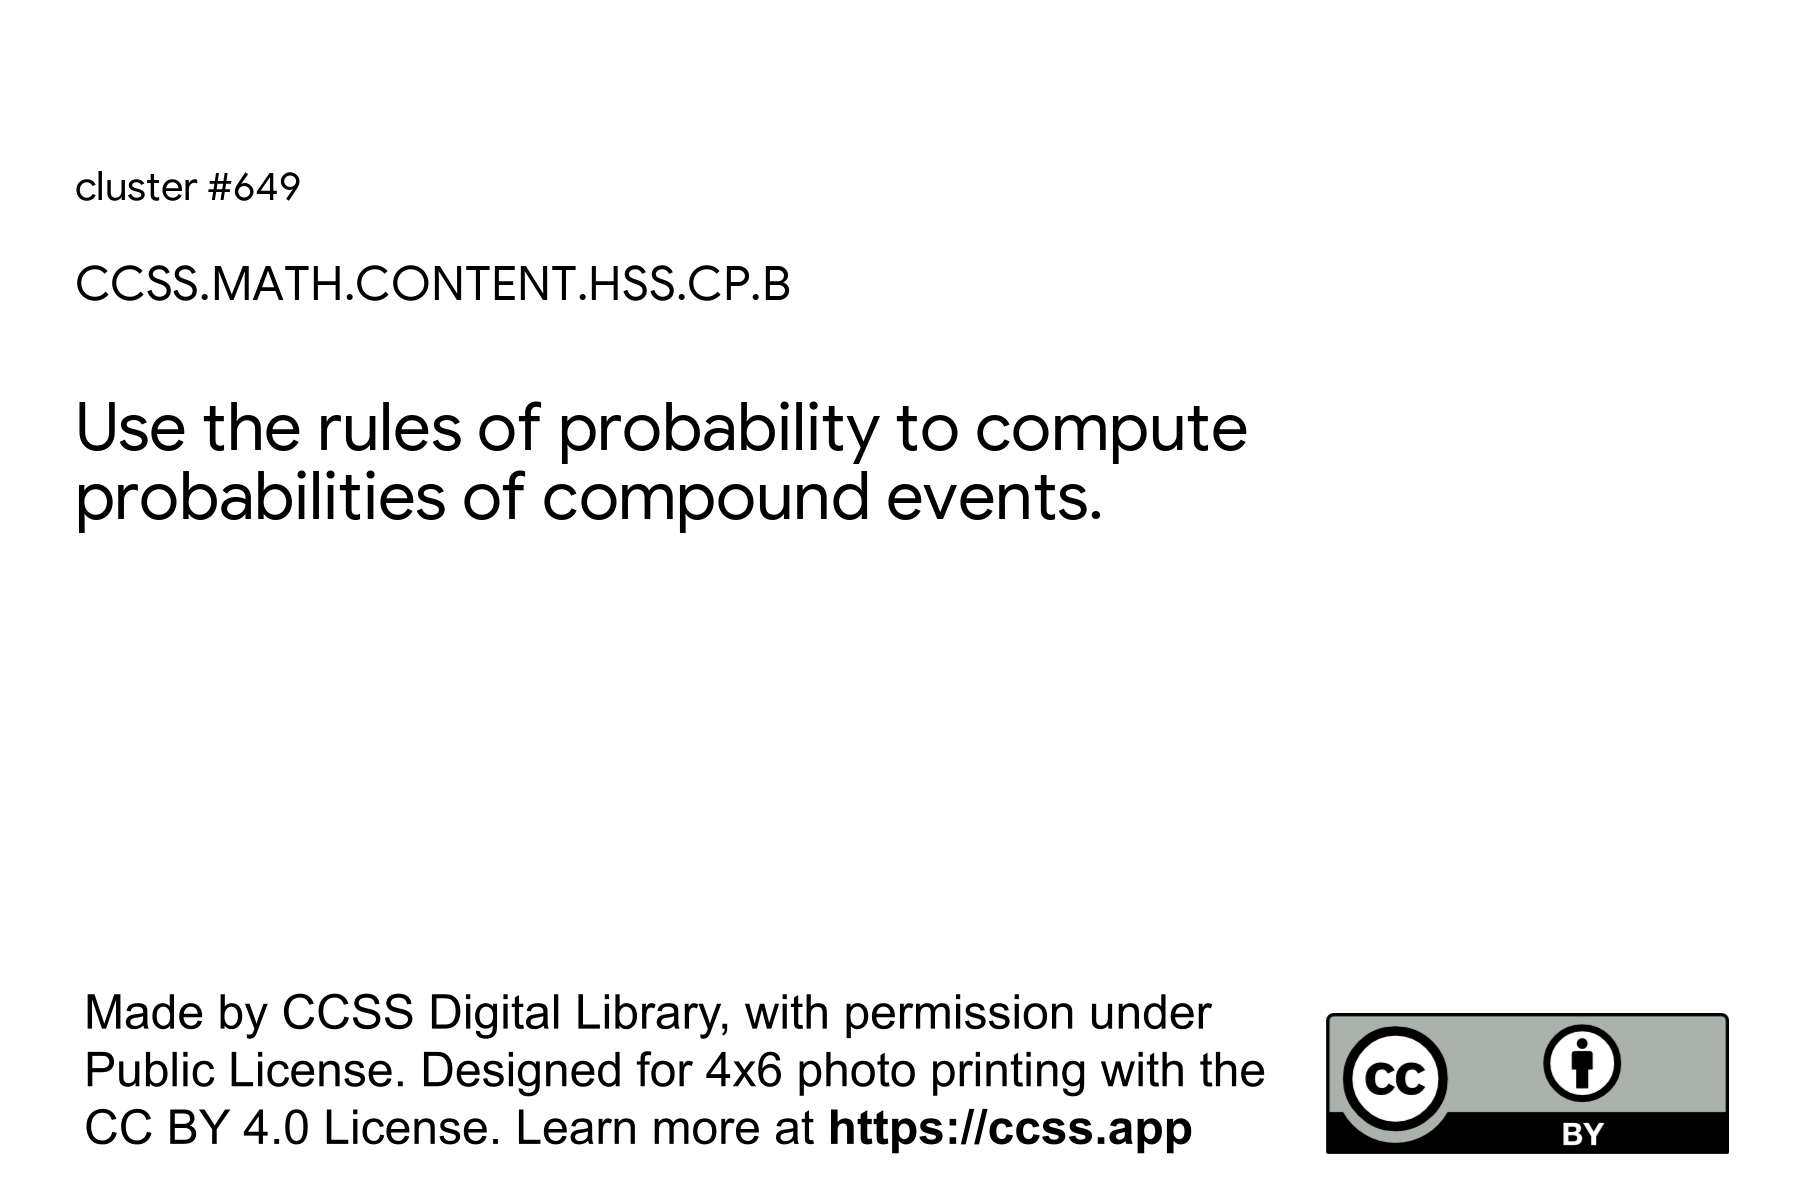 cluster #649
CCSS.MATH.CONTENT.HSS.CP.B
Use the rules of probability to compute
probabilities of compound events.
Made by CCSS Digital Library, with permission under
Public License. Designed for 4x6 photo printing with the
CC BY 4.0 License. Learn more at https://ccss.app
CC
BY